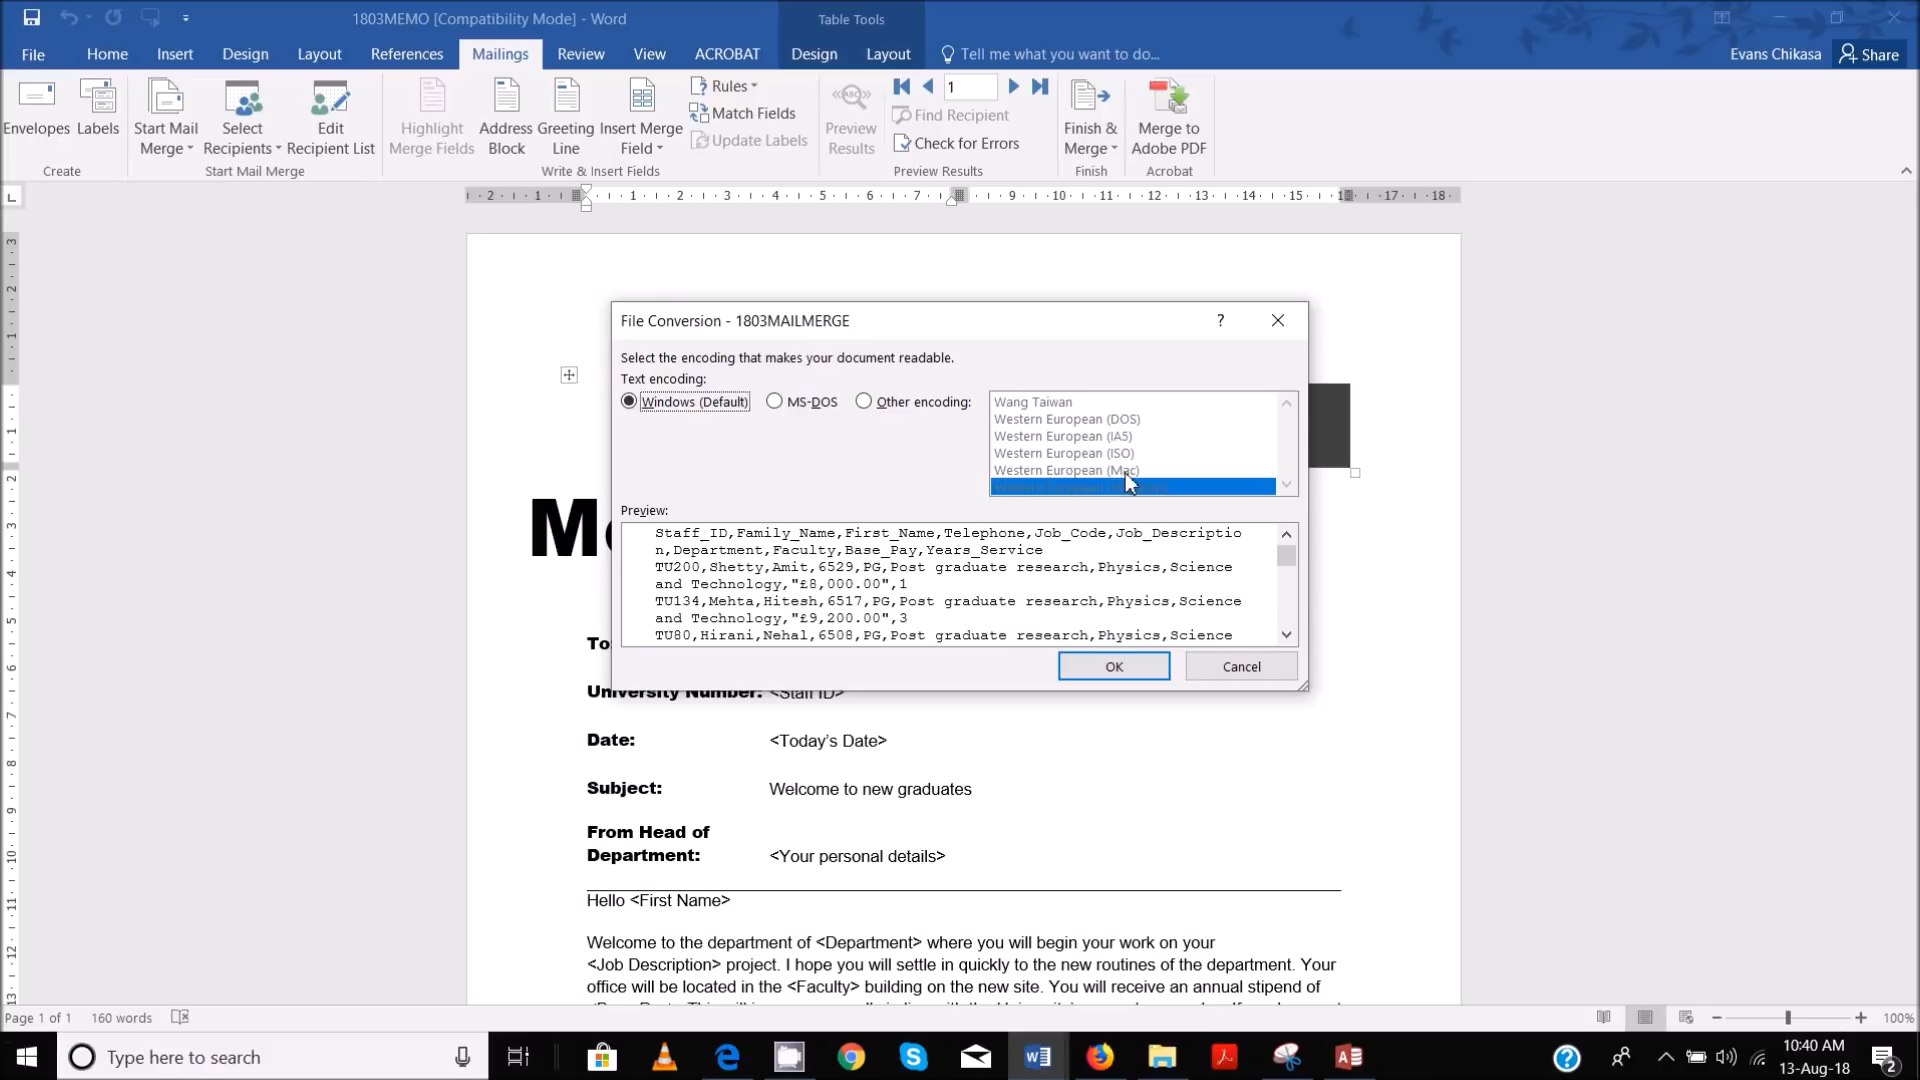 1803MEMO [Compatibility Mode] - Word
Table Tools
File
Home
Insert
Design
Layout
References
Mailings
Review
View
ACROBAT
Design
Layout
Tell me what you want to do...
Evans Chikasa
Share
Envelopes
Labels
Create
Start Mail
Merge
Select
Recipients
Edit
Recipient List
Start Mail Merge
Highlight
Merge Fields
Address
Block
Greeting
Line
Insert Merge
Field
Rules
Match Fields
Update Labels
Write & Insert Fields
ABC
Preview
Results
1
Find Recipient
Check for Errors
Preview Results
Finish &
Merge
Finish
Merge to
Adobe PDF
Acrobat
File Conversion - 1803MAILMERGE
?
Select the encoding that makes your document readable.
Text encoding:
Windows (Default)
MS-DOS
Other encoding:
Wang Taiwan
Western European (DOS)
Western European (IA5)
Western European (ISO)
Western European (Mac)
Preview:
Staff_ID,Family_Name,First_Name,Telephone,Job_Code,Job_Descriptio
n,Department,Faculty,Base_Pay,Years_Service
TU200,Shetty,Amit,6529,PG,Post graduate research,Physics,Science
and Technology,"£8,000.00",1
TU134,Mehta,Hitesh,6517,PG,Post graduate research,Physics,Science
and Technology,"£9,200.00",3
TU80,Hirani,Nehal,6508,PG,Post graduate research,Physics,Science
OK
Cancel
To
University Number: <Staff ID>
Date: <Today's Date>
Subject: Welcome to new graduates
From Head of
Department: <Your personal details>
Hello <First Name>
Welcome to the department of <Department> where you will begin your work on your
<Job Description> project. I hope you will settle in quickly to the new routines of the department. Your
office will be located in the <Faculty> building on the new site. You will receive an annual stipend of
Page 1 of 1
160 words
100%
Type here to search
10:40 AM
13-Aug-18
2